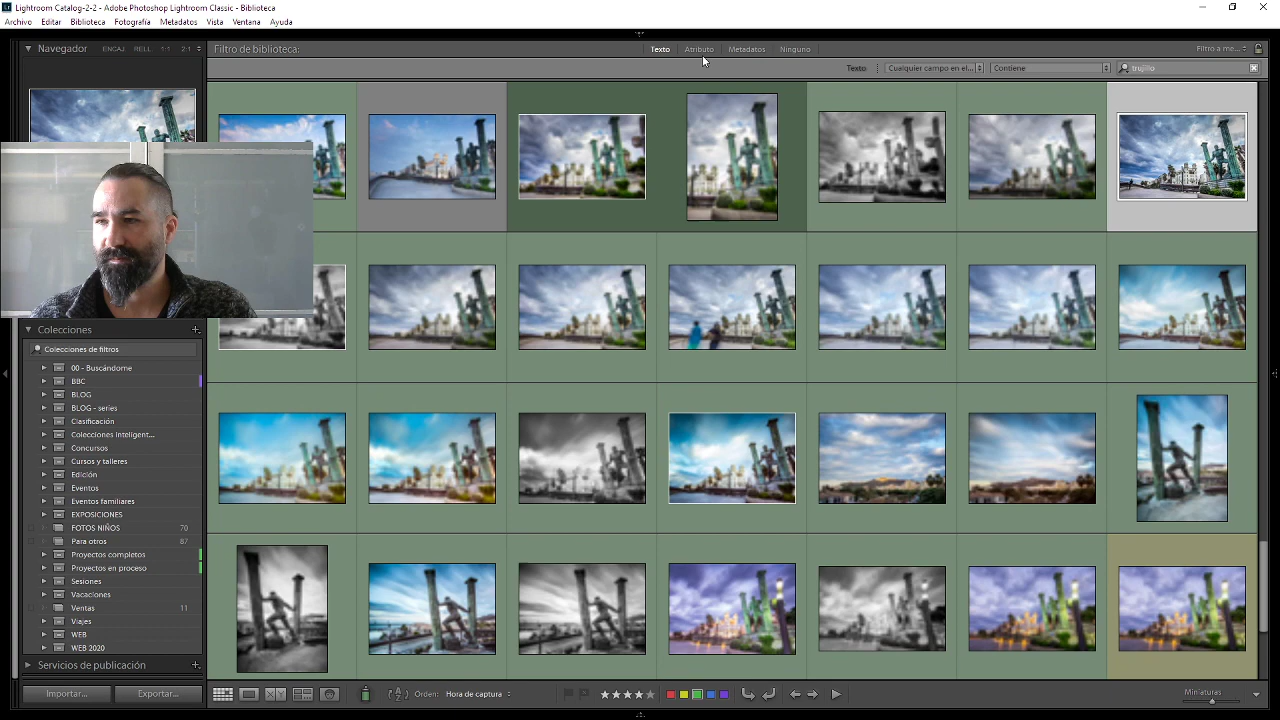 Lightroom Catalog-2-2 - Adobe Photoshop Lightroom Classic - Biblioteca
Archivo Editar Biblioteca Fotografía Metadatos Vista Ventana Ayuda
Navegador ENCAJ RELL 1:1 2:1
Filtro de biblioteca: Texto Atributo Metadatos Ninguno Filtro a me...
Texto Cualquier campo en el... Contiene trujillo
Colecciones
Colecciones de filtros
00 - Buscándome
BBC
BLOG
BLOG - series
Clasificación
Colecciones Inteligent...
Concursos
Cursos y talleres
Edición
Eventos
Eventos familiares
EXPOSICIONES
FOTOS NIÑOS 70
Para otros 87
Proyectos completos
Proyectos en proceso
Sesiones
Vacaciones
Ventas 11
Viajes
WEB
WEB 2020
Servicios de publicación
Importar... Exportar... Orden: Hora de captura Miniaturas